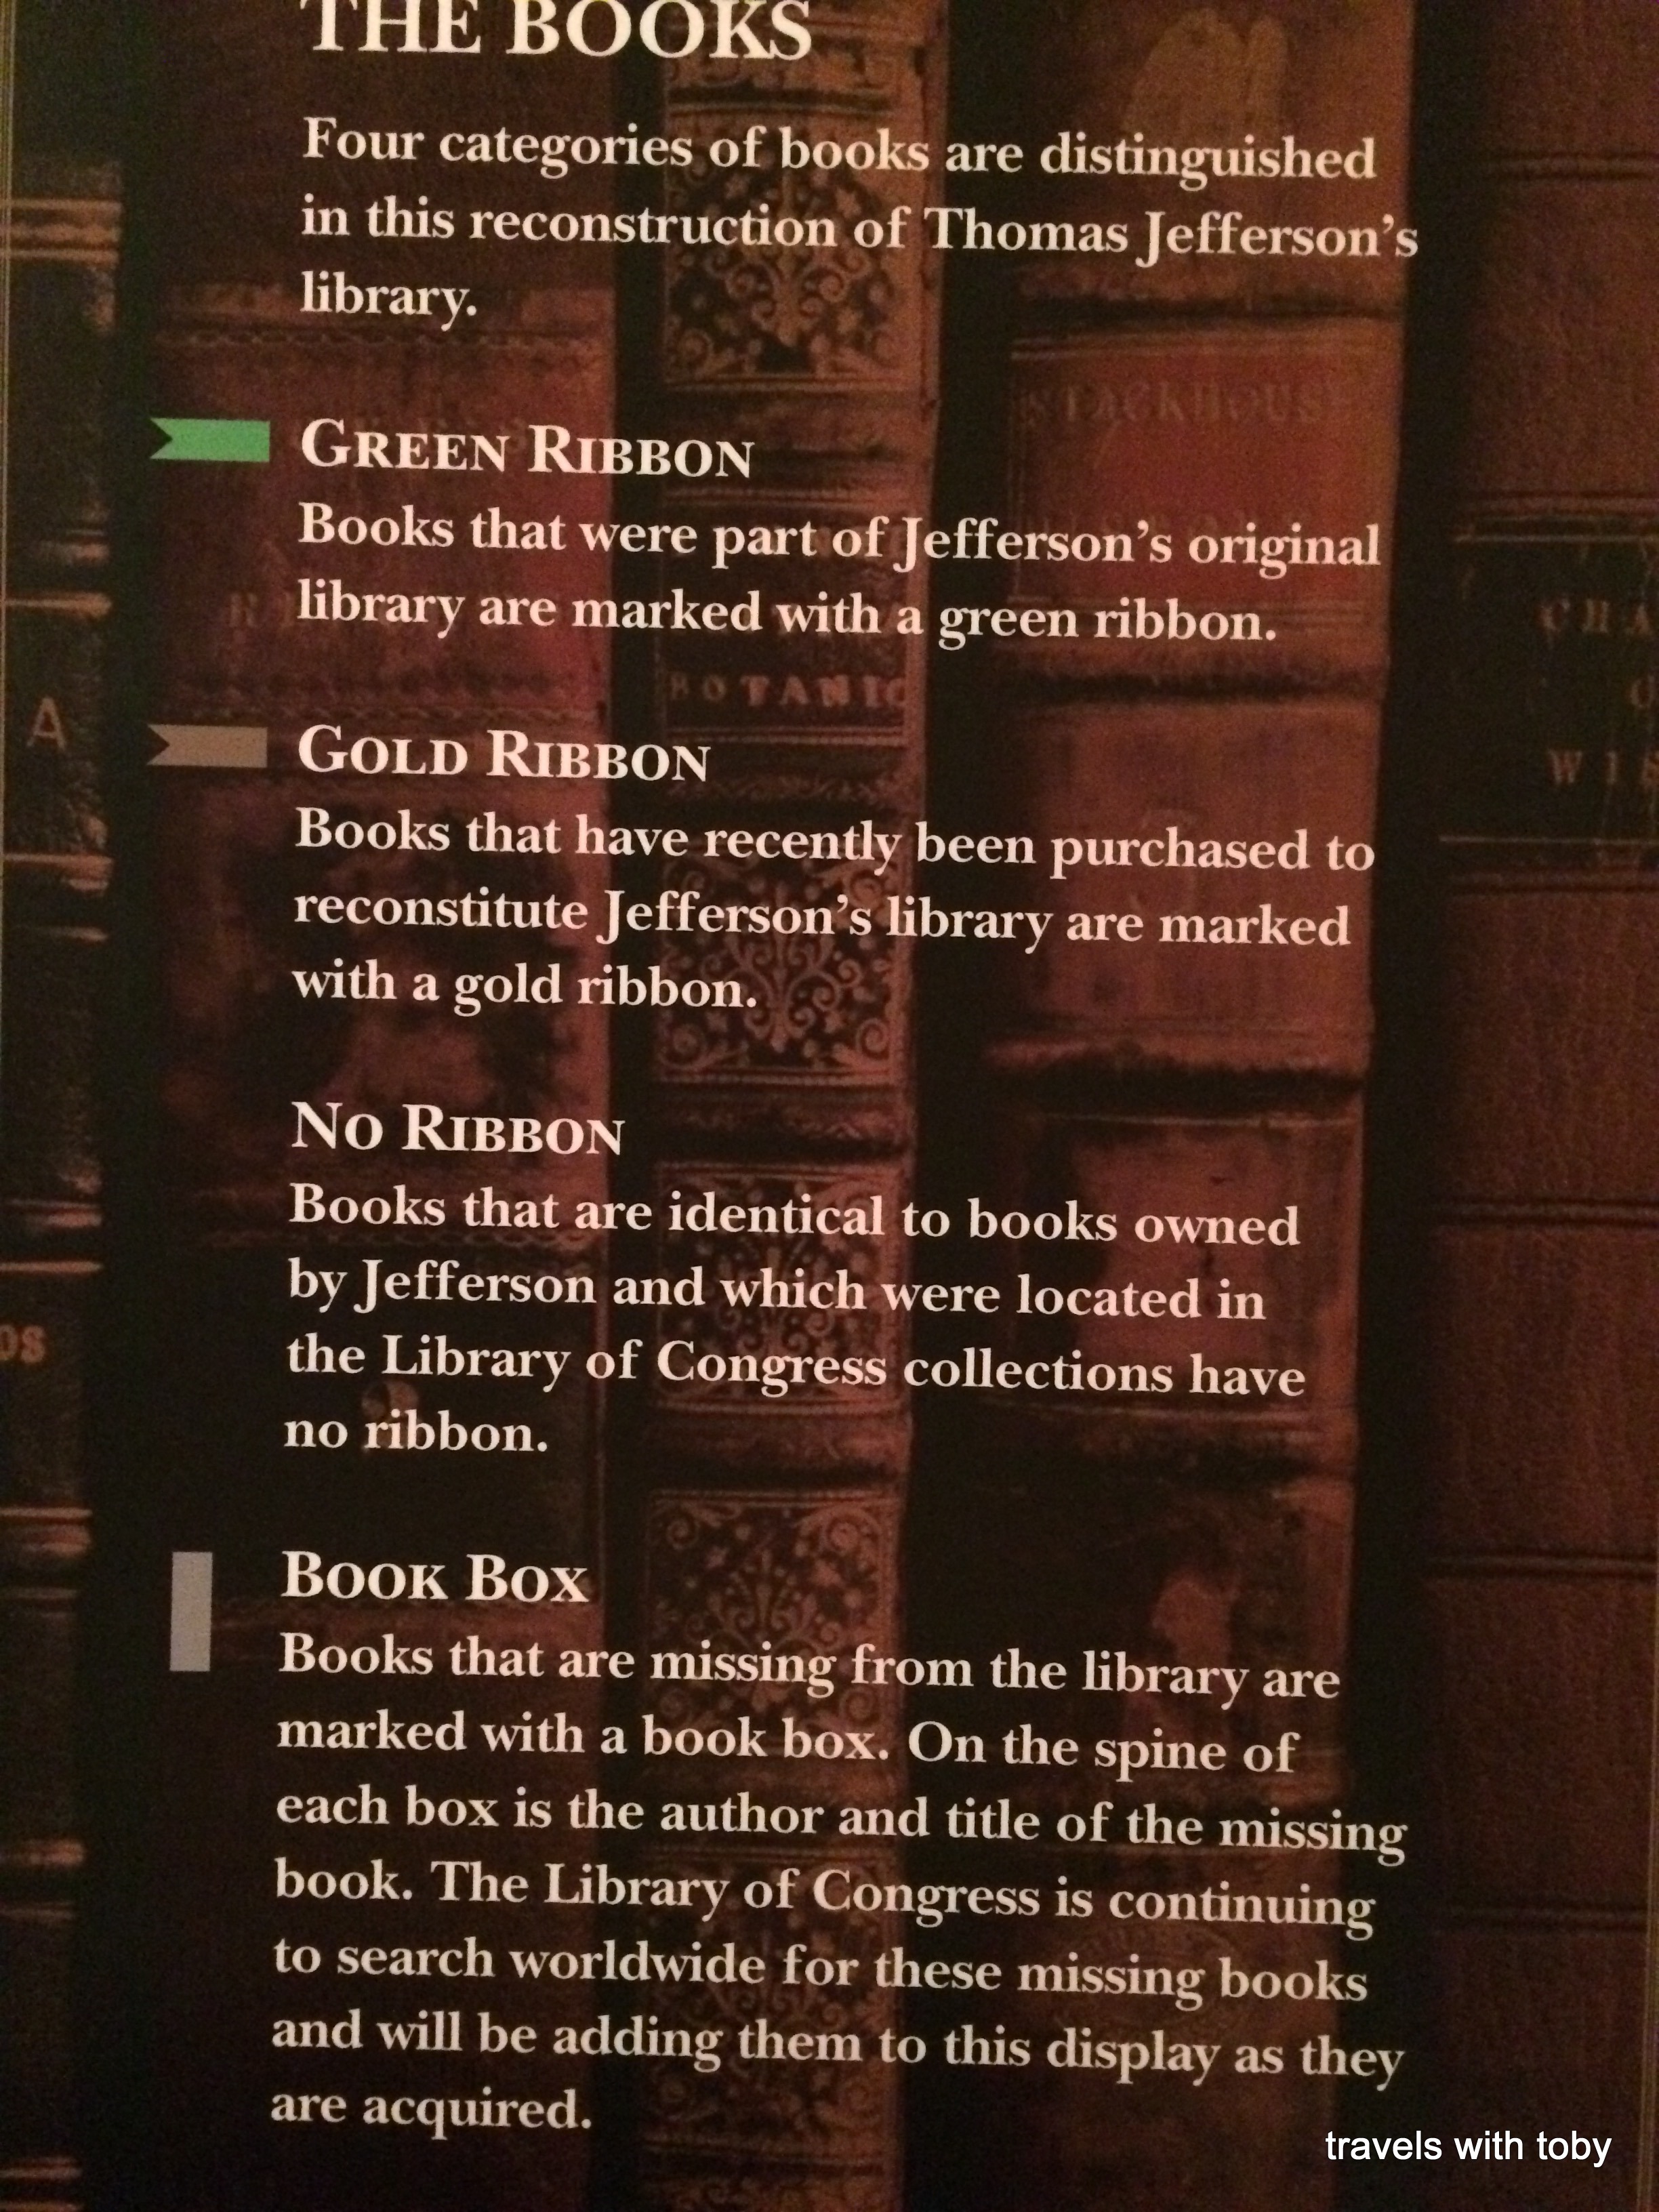 THE BOOKS
Four categories of books are distinguished
in this reconstruction of Thomas Jefferson's
library.
GREEN RIBBON
Books that were part of Jefferson's original
library are marked with a green ribbon.
GOLD RIBBON
Books that have recently been purchased to
reconstitute Jefferson's library are marked
with a gold ribbon.
NO RIBBON
Books that are identical to books owned
by Jefferson and which were located in
the Library of Congress collections have
no ribbon.
BOOK BOX
Books that are missing from the library are
marked with a book box. On the spine of
each box is the author and title of the missing
book. The Library of Congress is continuing
to search worldwide for these missing books
and will be adding them to this display as they
are acquired.
A
BOTANIC
travels with toby